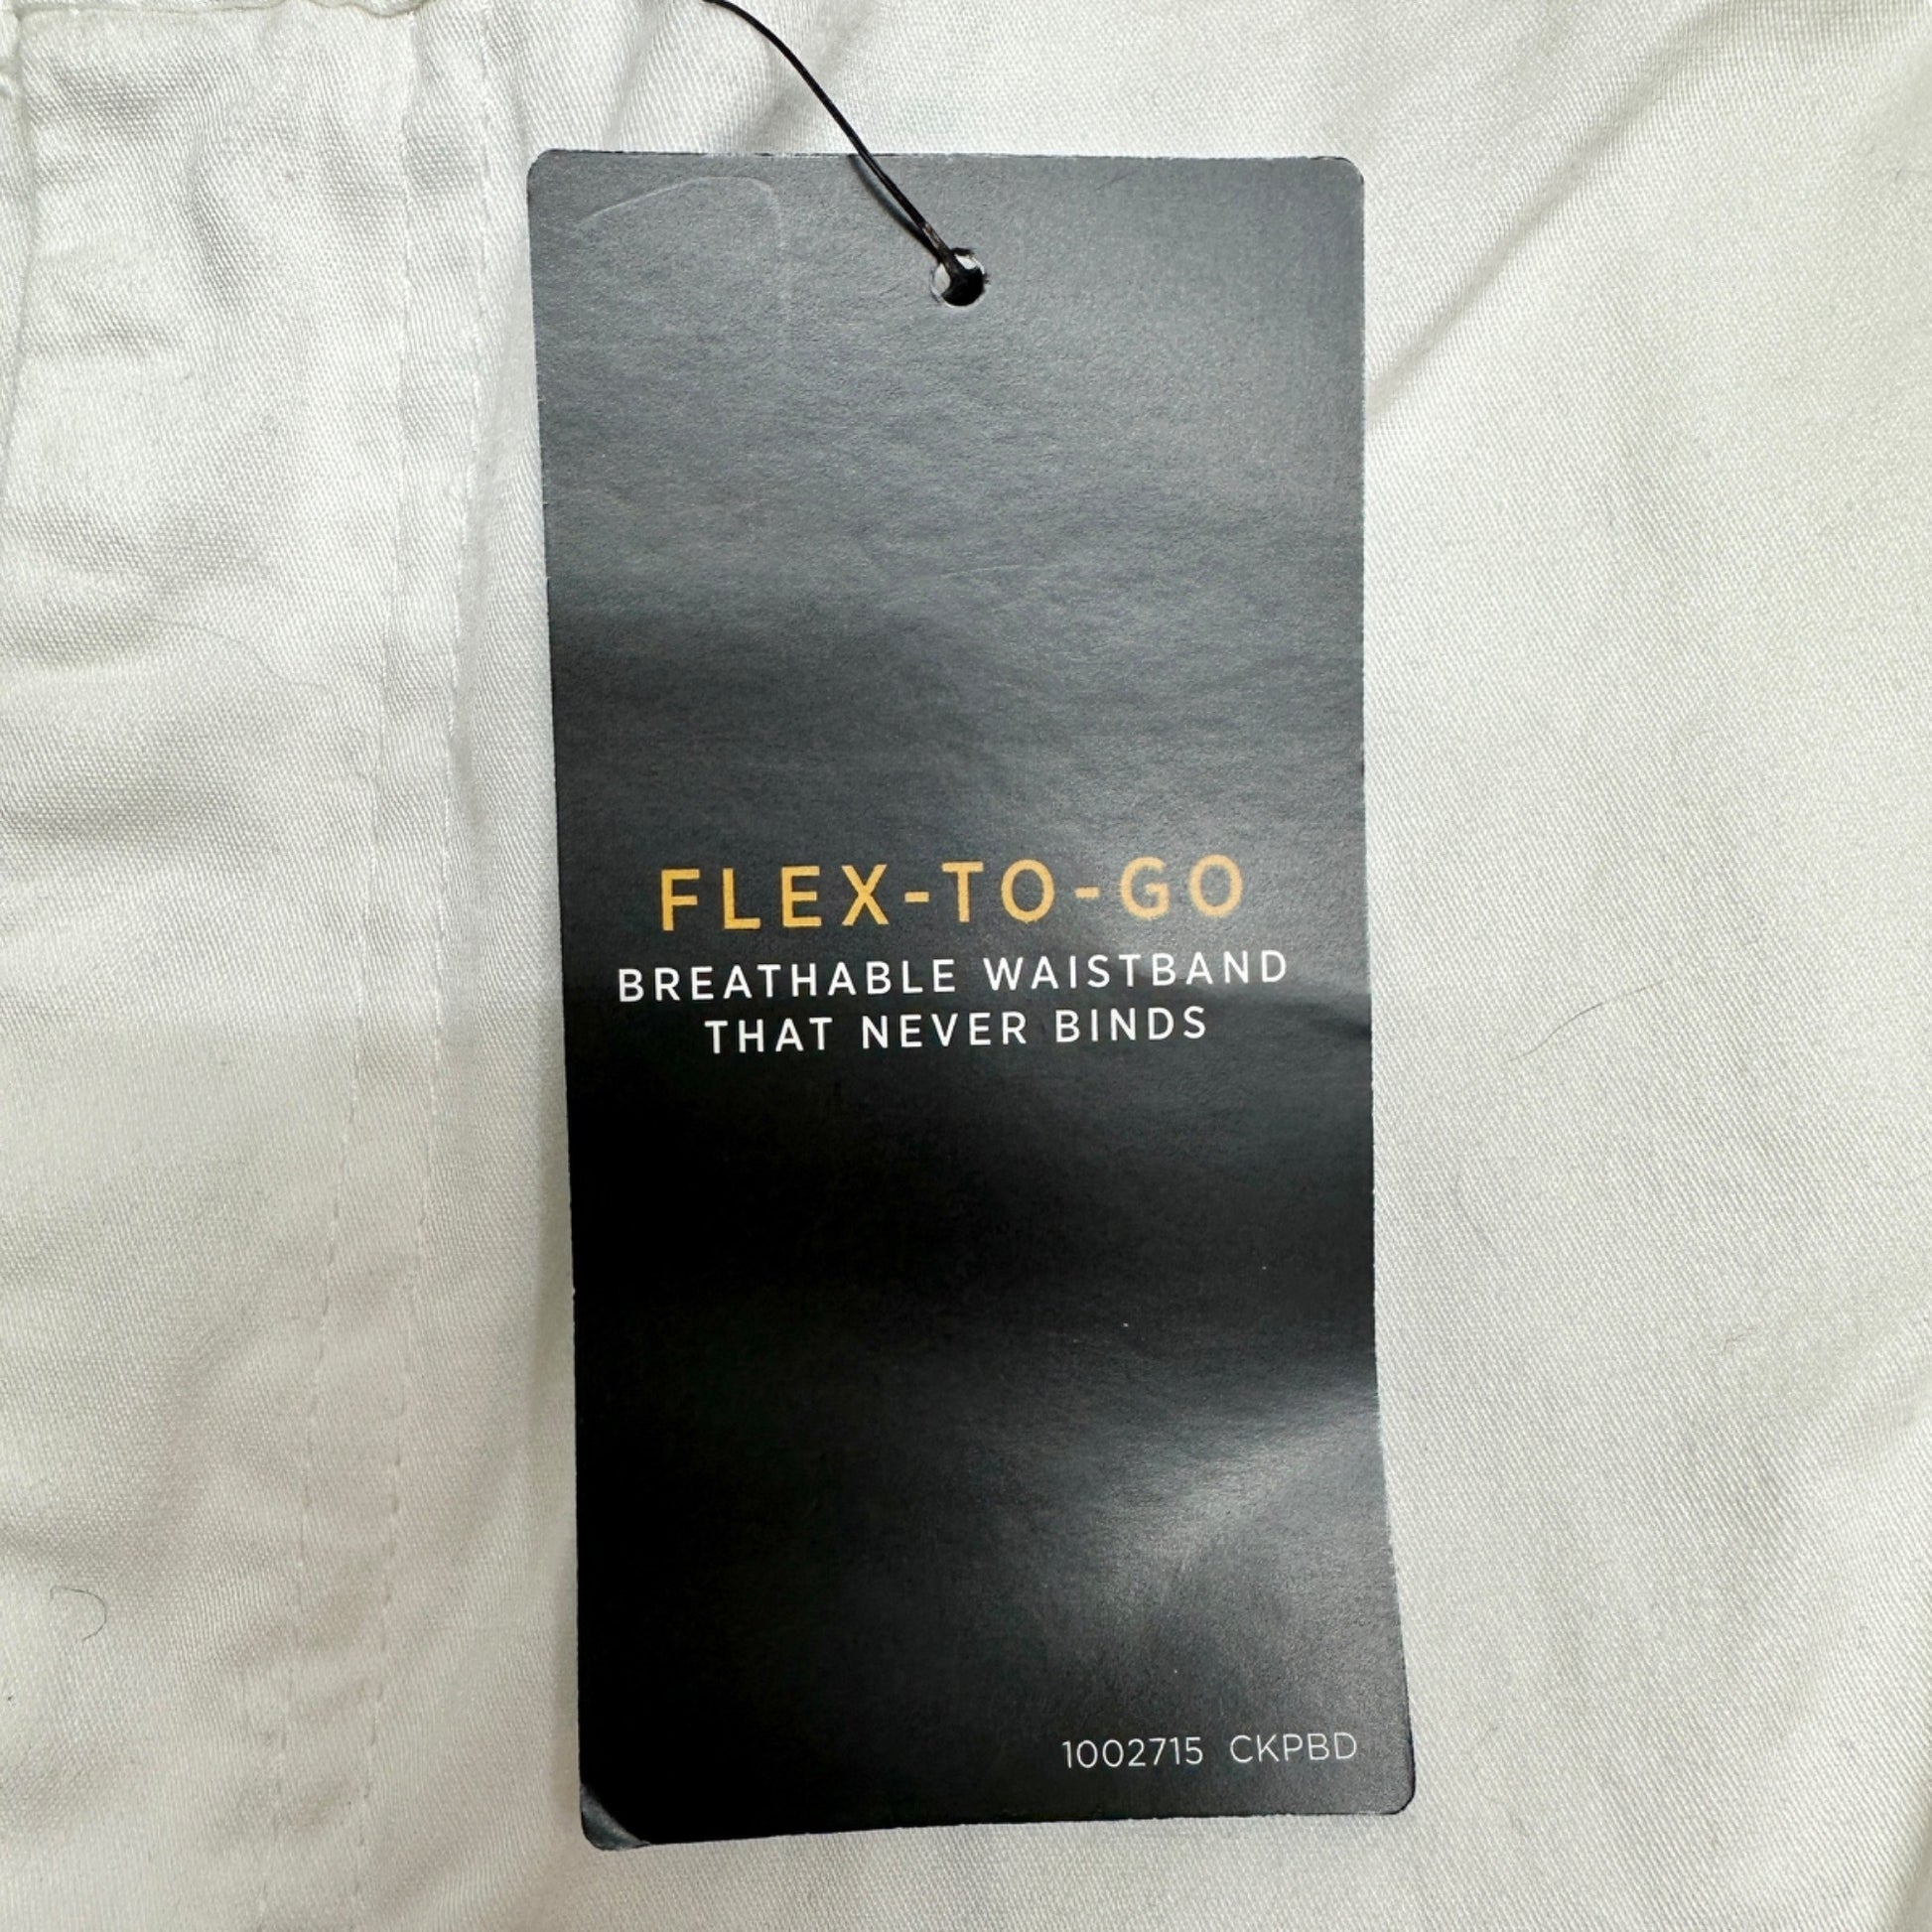 FLEX-TO-GO
BREATHABLE WAISTBAND
THAT NEVER BINDS
1002715 CKPBD